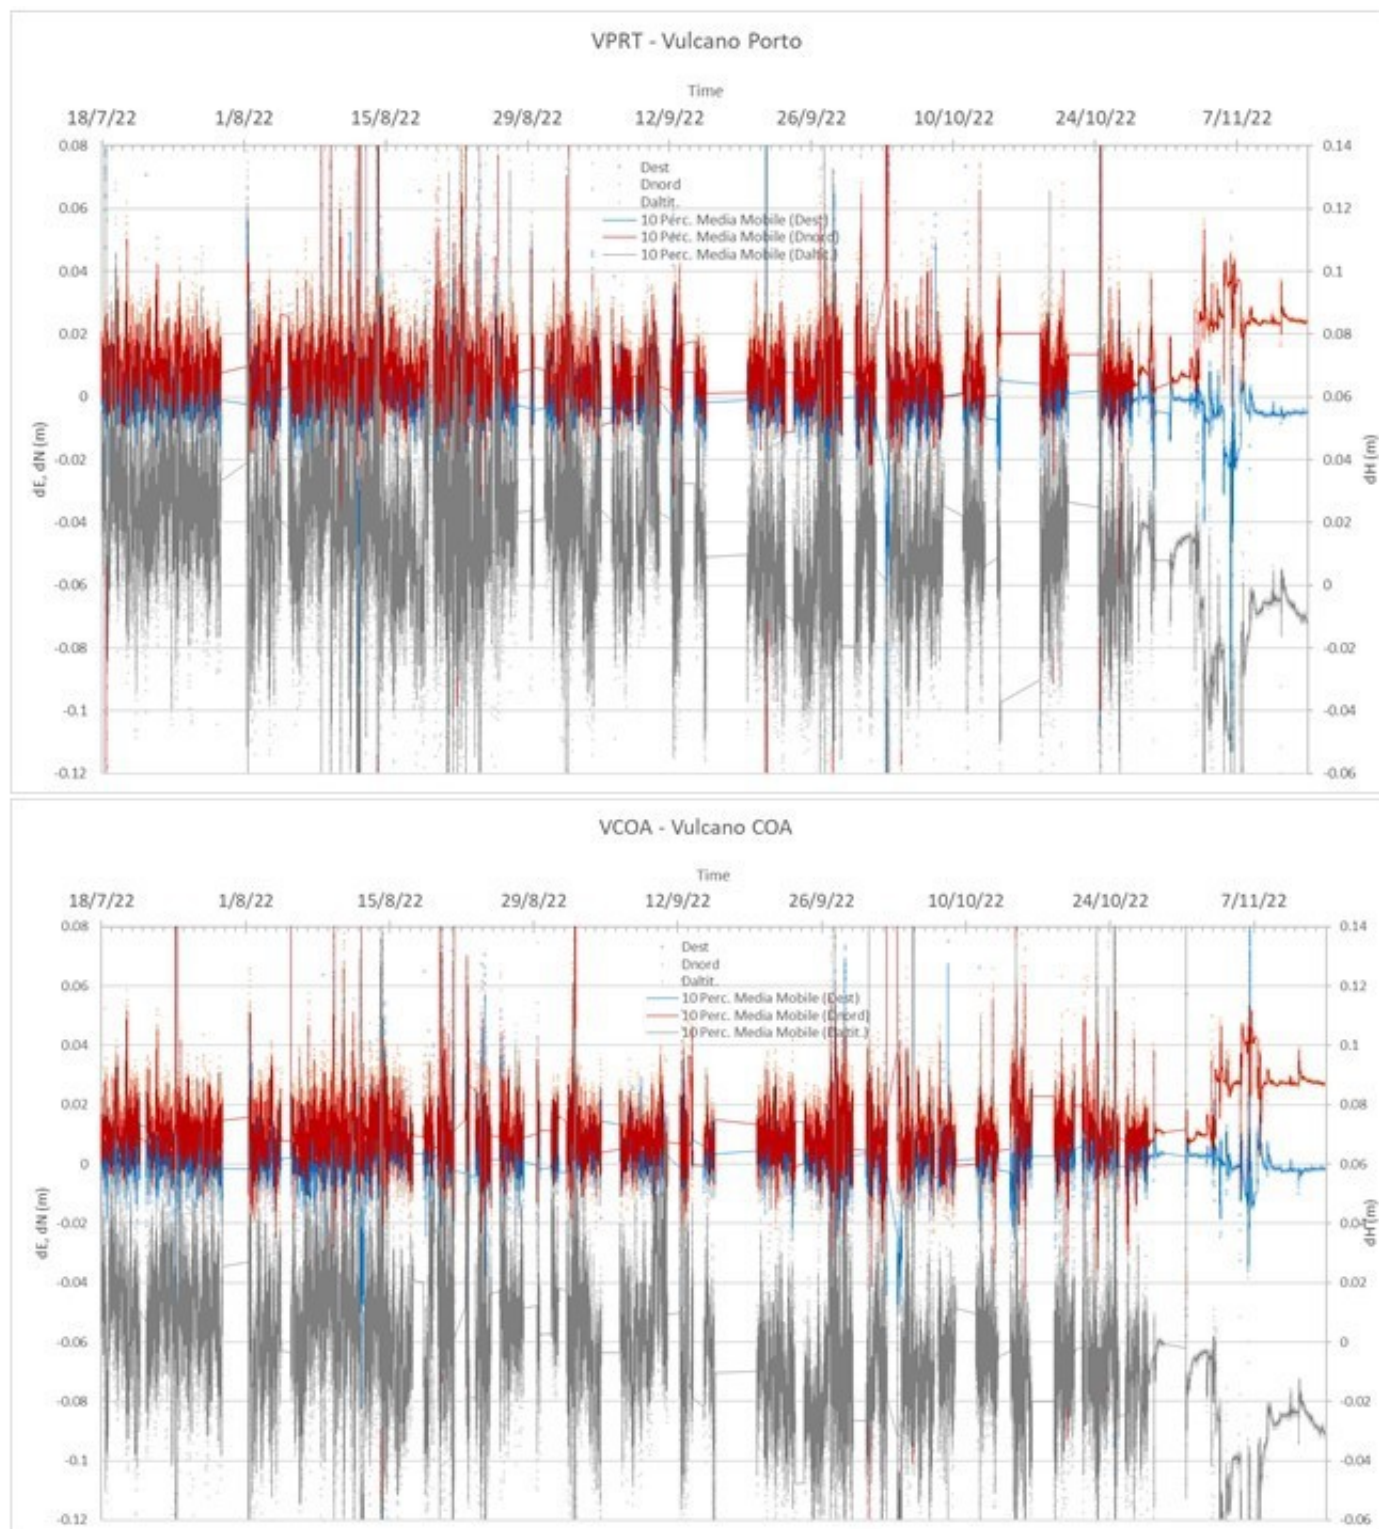 VPRT - Vulcano Porto
Time
18/7/22 1/8/22 15/8/22 29/8/22 12/9/22 26/9/22 10/10/22 24/10/22 7/11/22
0.08 0.14
Dest
Dnord
Daltit.
0.06 0.12
10 Perc. Media Mobile (Dest)
10 Perc. Media Mobile (Dnord)
10 Perc. Media Mobile (Daltit.)
0.04 0.1
0.02 0.08
0 0.06
dE, dN (m)
dH (m)
-0.02 0.04
-0.04 0.02
-0.06 0
-0.08 -0.02
-0.1 -0.04
-0.12 -0.06
VCOA - Vulcano COA
Time
18/7/22 1/8/22 15/8/22 29/8/22 12/9/22 26/9/22 10/10/22 24/10/22 7/11/22
0.08 0.14
Dest
Dnord
Daltit.
0.06 0.12
10 Perc. Media Mobile (Dest)
10 Perc. Media Mobile (Dnord)
10 Perc. Media Mobile (Daltit.)
0.04 0.1
0.02 0.08
0 0.06
dE, dN (m)
dH (m)
-0.02 0.04
-0.04 0.02
-0.06 0
-0.08 -0.02
-0.1 -0.04
-0.12 -0.06